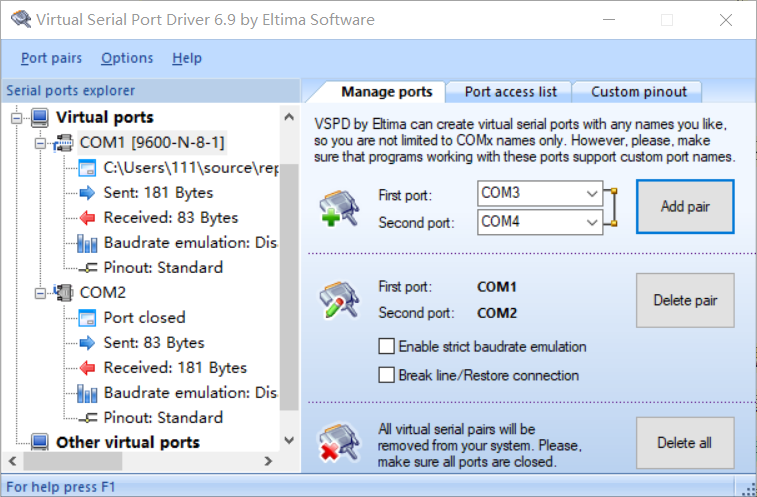 Virtual Serial Port Driver 6.9 by Eltima Software
Port pairs Options Help
Serial ports explorer
Virtual ports
COM1 [9600-N-8-1]
C:\Users\111\source\rep
Sent: 181 Bytes
Received: 83 Bytes
Baudrate emulation: Dis
Pinout: Standard
COM2
Port closed
Sent: 83 Bytes
Received: 181 Bytes
Baudrate emulation: Disa
Pinout: Standard
Other virtual ports
Manage ports Port access list Custom pinout
VSPD by Eltima can create virtual serial ports with any names you like,
so you are not limited to COMx names only. However, please, make
sure that programs working with these ports support custom port names.
First port: COM3
Second port: COM4
Add pair
First port: COM1
Second port: COM2
Delete pair
Enable strict baudrate emulation
Break line/Restore connection
All virtual serial pairs will be
removed from your system. Please,
make sure all ports are closed.
Delete all
For help press F1